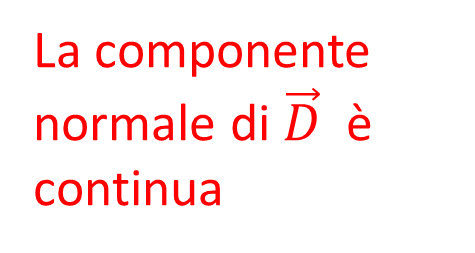 La componente
normale di $\overrightarrow{D}$ è
continua